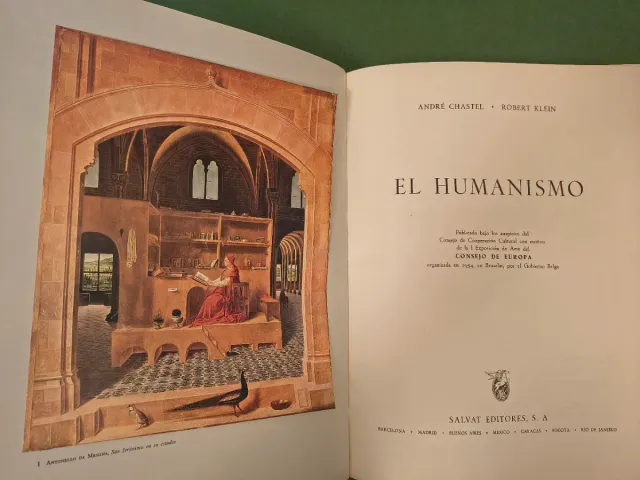 1 ANTONELLO DE MESSINA, San Jerónimo en su estudio
ANDRÉ CHASTEL • ROBERT KLEIN
EL HUMANISMO
Publicado bajo los auspicios del
Consejo de Cooperación Cultural con motivo
de la I Exposición de Arte del
CONSEJO DE EUROPA
organizada en 1954, en Bruselas, por el Gobierno Belga
SALVAT EDITORES, S. A.
BARCELONA • MADRID • BUENOS AIRES • MEXICO • CARACAS • BOGOTA • RIO DE JANEIRO